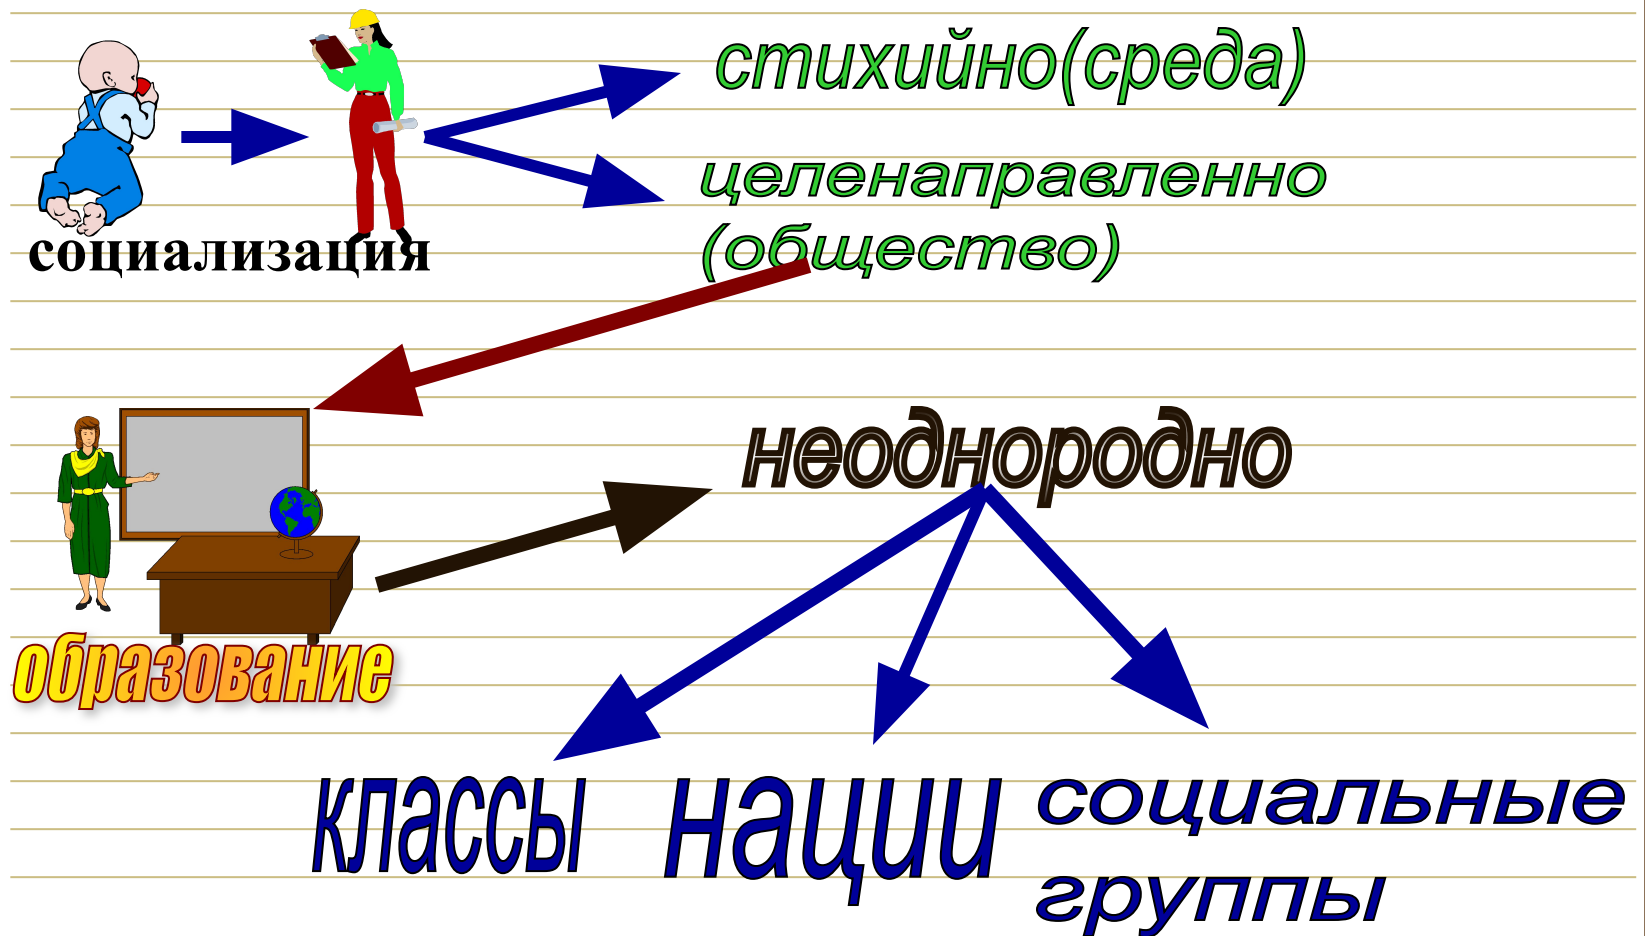 стихийно(среда)
целенаправленно
(общество)
социализация
неоднородно
образование
классы
нации
социальные
группы